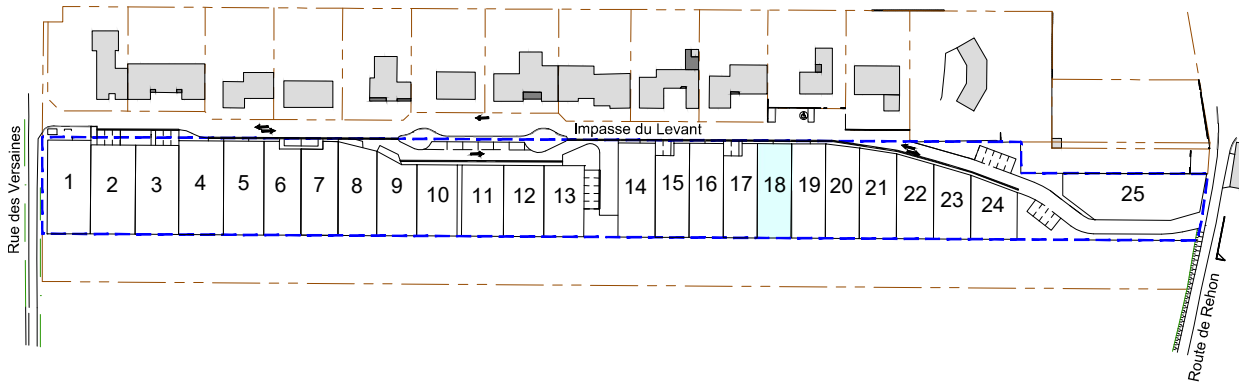 Impasse du Levant
Rue des Versaines
1 2 3 4 5 6 7 8 9 10 11 12 13 14 15 16 17 18 19 20 21 22 23 24 25
Route de Rehon